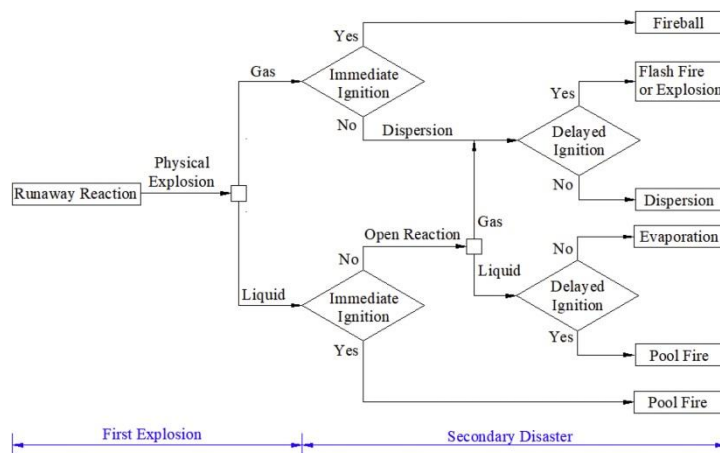 Yes
Fireball
Gas
Immediate
Ignition
Yes
Flash Fire
or Explosion
No
Dispersion
Delayed
Ignition
Physical
Explosion
Runaway Reaction
No
Dispersion
Open Reaction
Gas
No
Evaporation
No
Liquid
Liquid
Immediate
Ignition
Delayed
Ignition
Yes
Yes
Pool Fire
Pool Fire
First Explosion
Secondary Disaster